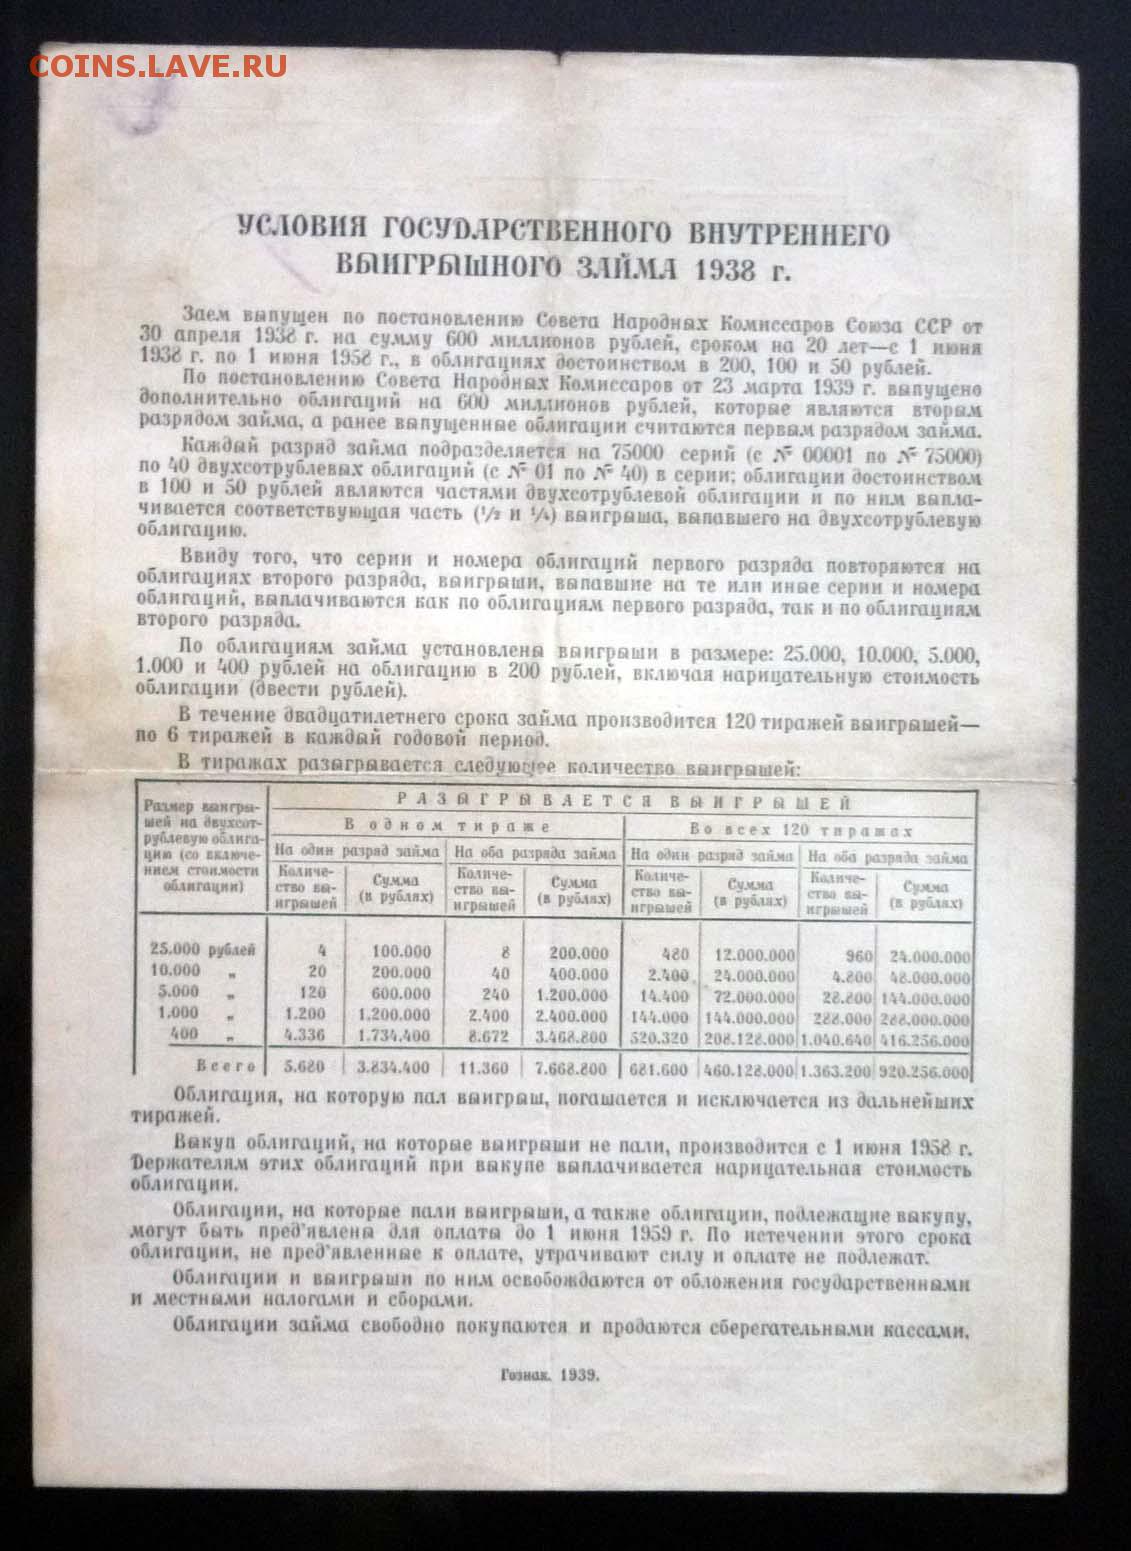 COINS.LAVE.RU
УСЛОВИЯ ГОСУДАРСТВЕННОГО ВНУТРЕННЕГО
ВЫИГРЫШНОГО ЗАЙМА 1938 г.
Заем выпущен по постановлению Совета Народных Комиссаров Союза ССР от
30 апреля 1938 г. на сумму 600 миллионов рублей, сроком на 20 лет—с 1 июня
1938 г. по 1 июня 1958 г., в облигациях достоинством в 200, 100 и 50 рублей.
По постановлению Совета Народных Комиссаров от 23 марта 1939 г. выпущено
дополнительно облигаций на 600 миллионов рублей, которые являются вторым
разрядом займа, а ранее выпущенные облигации считаются первым разрядом займа.
Каждый разряд займа подразделяется на 75000 серий (с № 00001 по № 75000)
по 40 двухсотрублевых облигаций (с № 01 по № 40) в серии; облигации достоинством
в 100 и 50 рублей являются частями двухсотрублевой облигации и по ним выпла-
чивается соответствующая часть (1/2 и 1/4) выигрыша, выпавшего на двухсотрублевую
облигацию.
Ввиду того, что серии и номера облигаций первого разряда повторяются на
облигациях второго разряда, выигрыши, выпавшие на те или иные серии и номера
облигаций, выплачиваются как по облигациям первого разряда, так и по облигациям
второго разряда.
По облигациям займа установлены выигрыши в размере: 25.000, 10.000, 5.000,
1.000 и 400 рублей на облигацию в 200 рублей, включая нарицательную стоимость
облигации (двести рублей).
В течение двадцатилетнего срока займа производится 120 тиражей выигрышей—
по 6 тиражей в каждый годовой период.
В тиражах разыгрывается следующее количество выигрышей:
Размер выигры-
шей на двухсот-
рублевую облига-
цию (со включе-
нием стоимости
облигации)
РАЗЫГРЫВАЕТСЯ ВЫИГРЫШЕЙ
В одном тираже Во всех 120 тиражах
На один разряд займа На оба разряда займа На один разряд займа На оба разряда займа
Количе-
ство вы-
игрышей
Сумма
(в рублях)
Количе-
ство вы-
игрышей
Сумма
(в рублях)
Количе-
ство вы-
игрышей
Сумма
(в рублях)
Количе-
ство вы-
игрышей
Сумма
(в рублях)
25.000 рублей 4 100.000 8 200.000 480 12.000.000 960 24.000.000
10.000 „ 20 200.000 40 400.000 2.400 24.000.000 4.800 48.000.000
5.000 „ 120 600.000 240 1.200.000 14.400 72.000.000 28.800 144.000.000
1.000 „ 1.200 1.200.000 2.400 2.400.000 144.000 144.000.000 288.000 288.000.000
400 „ 4.336 1.734.400 8.672 3.468.800 520.320 208.128.000 1.040.640 416.256.000
Всего 5.680 3.834.400 11.360 7.668.800 681.600 460.128.000 1.363.200 920.256.000
Облигация, на которую пал выигрыш, погашается и исключается из дальнейших
тиражей.
Выкуп облигаций, на которые выигрыши не пали, производится с 1 июня 1958 г.
Держателям этих облигаций при выкупе выплачивается нарицательная стоимость
облигации.
Облигации, на которые пали выигрыши, а также облигации, подлежащие выкупу,
могут быть пред'явлены для оплаты до 1 июня 1959 г. По истечении этого срока
облигации, не пред'явленные к оплате, утрачивают силу и оплате не подлежат.
Облигации и выигрыши по ним освобождаются от обложения государственными
и местными налогами и сборами.
Облигации займа свободно покупаются и продаются сберегательными кассами.
Гознак. 1939.